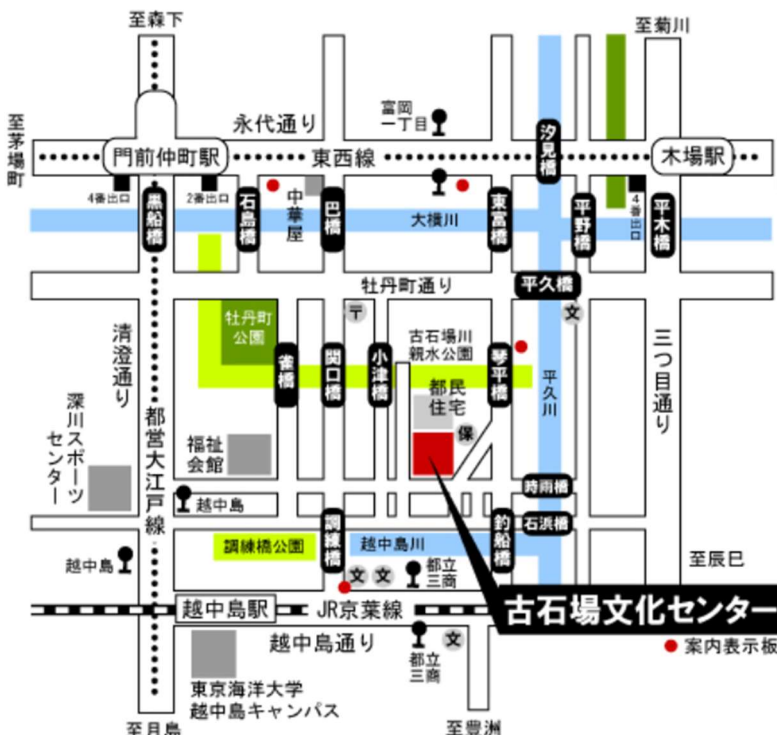 至森下
至菊川
至茅場町
永代通り
富岡
一丁目
汐見橋
門前仲町駅
東西線
木場駅
4番出口
2番出口
中華屋
4番出口
黒船橋
石島橋
巴橋
大横川
東富橋
平野橋
平木橋
牡丹町通り
平久橋
牡丹町
公園
〒
文
清澄通り
雀橋
関口橋
小津橋
古石場川
親水公園
琴平橋
三つ目通り
平久川
都民
住宅
保
深川スポーツ
センター
都営大江戸線
福祉
会館
越中島
時雨橋
石浜橋
調練橋公園
調練橋
越中島川
釣船橋
越中島
文
文
都立
三商
至辰巳
越中島駅
JR京葉線
古石場文化センター
越中島通り
都立
三商
文
案内表示板
東京海洋大学
越中島キャンパス
至月島
至豊洲